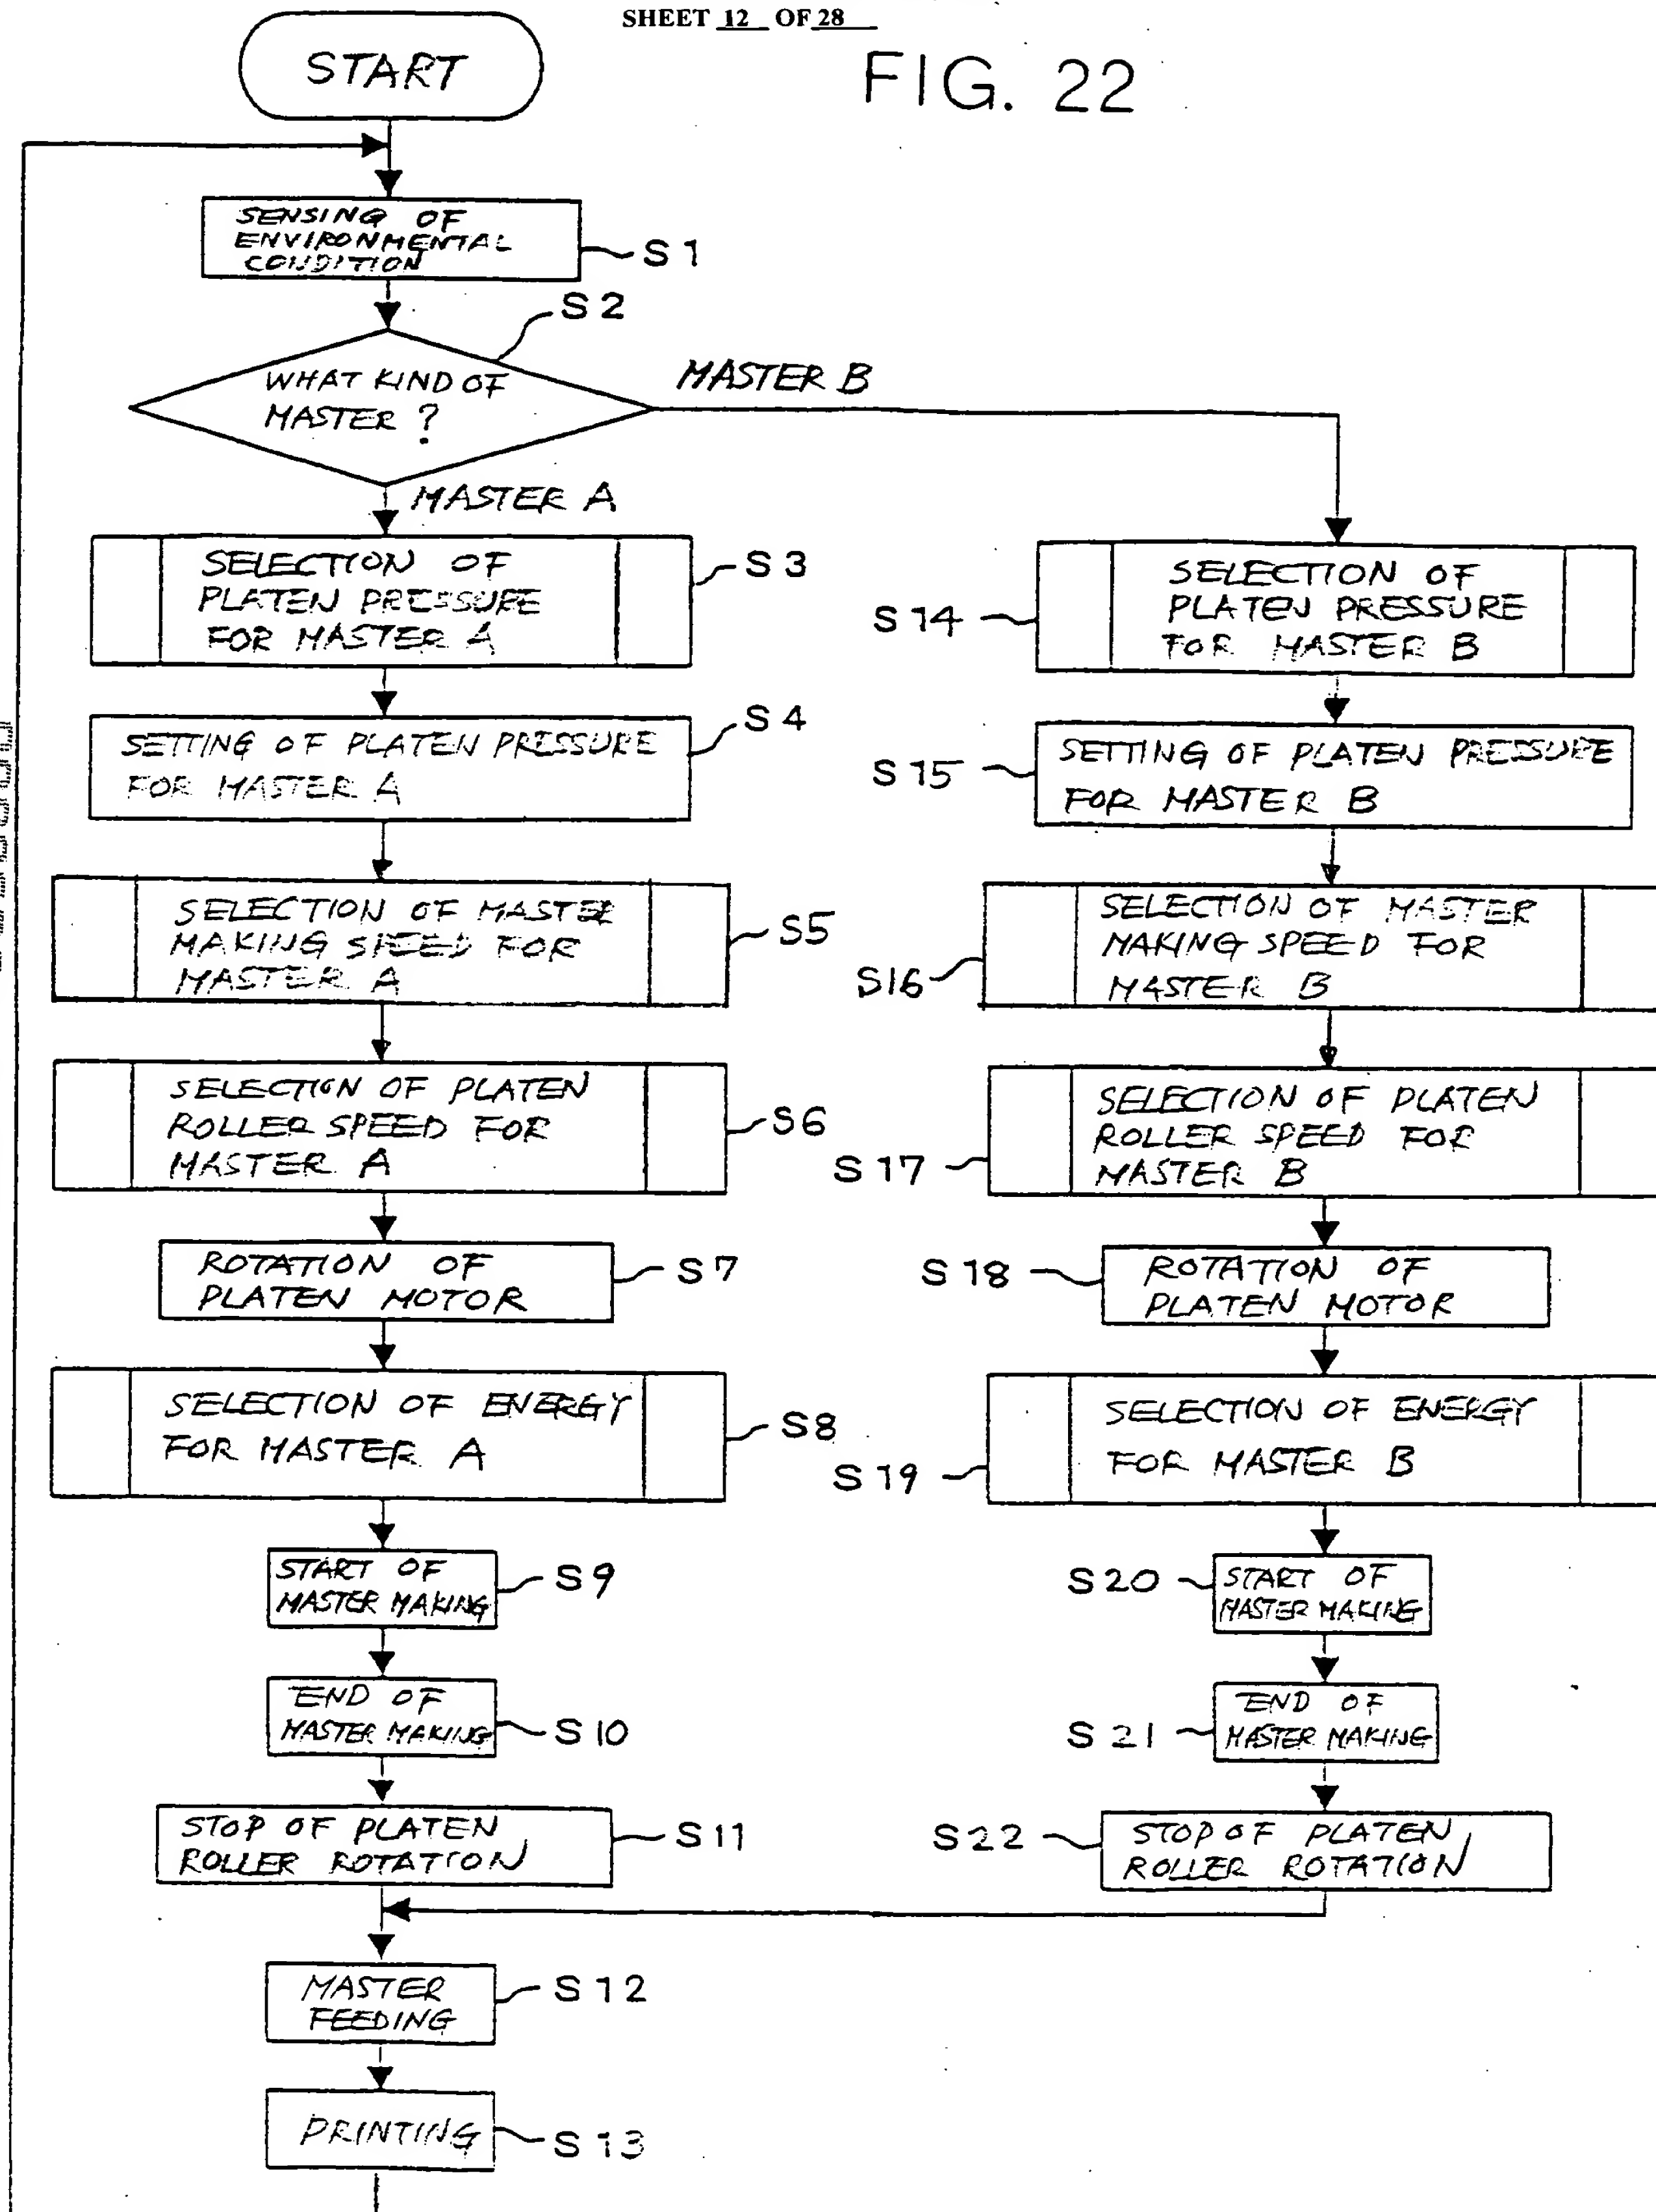 SHEET 12 OF 28
FIG. 22
START
SENSING OF
ENVIRONMENTAL
CONDITION
S 1
S 2
WHAT KIND OF
MASTER ?
MASTER B
MASTER A
SELECTION OF
PLATEN PRESSURE
FOR MASTER A
S 3
SETTING OF PLATEN PRESSURE
FOR MASTER A
S 4
SELECTION OF MASTER
MAKING SPEED FOR
MASTER A
S5
SELECTION OF PLATEN
ROLLER SPEED FOR
MASTER A
S6
ROTATION OF
PLATEN MOTOR
S 7
SELECTION OF ENERGY
FOR MASTER A
S8
START OF
MASTER MAKING
S9
END OF
MASTER MAKING
S10
STOP OF PLATEN
ROLLER ROTATION
S11
MASTER
FEEDING
S12
PRINTING
S13
SELECTION OF
PLATEN PRESSURE
FOR MASTER B
S14
SETTING OF PLATEN PRESSURE
FOR MASTER B
S15
SELECTION OF MASTER
MAKING SPEED FOR
MASTER B
S16
SELECTION OF PLATEN
ROLLER SPEED FOR
MASTER B
S17
ROTATION OF
PLATEN MOTOR
S18
SELECTION OF ENERGY
FOR MASTER B
S19
START OF
MASTER MAKING
S20
END OF
MASTER MAKING
S21
STOP OF PLATEN
ROLLER ROTATION
S22